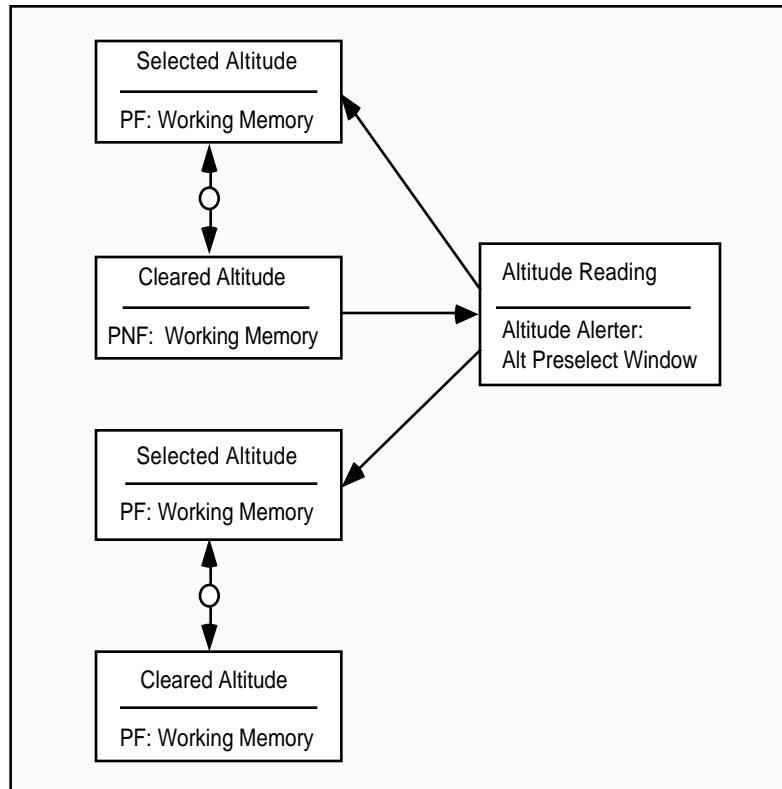 Selected Altitude
PF: Working Memory
Cleared Altitude
PNF: Working Memory
Altitude Reading
Altitude Alerter:
Alt Preselect Window
Selected Altitude
PF: Working Memory
Cleared Altitude
PF: Working Memory